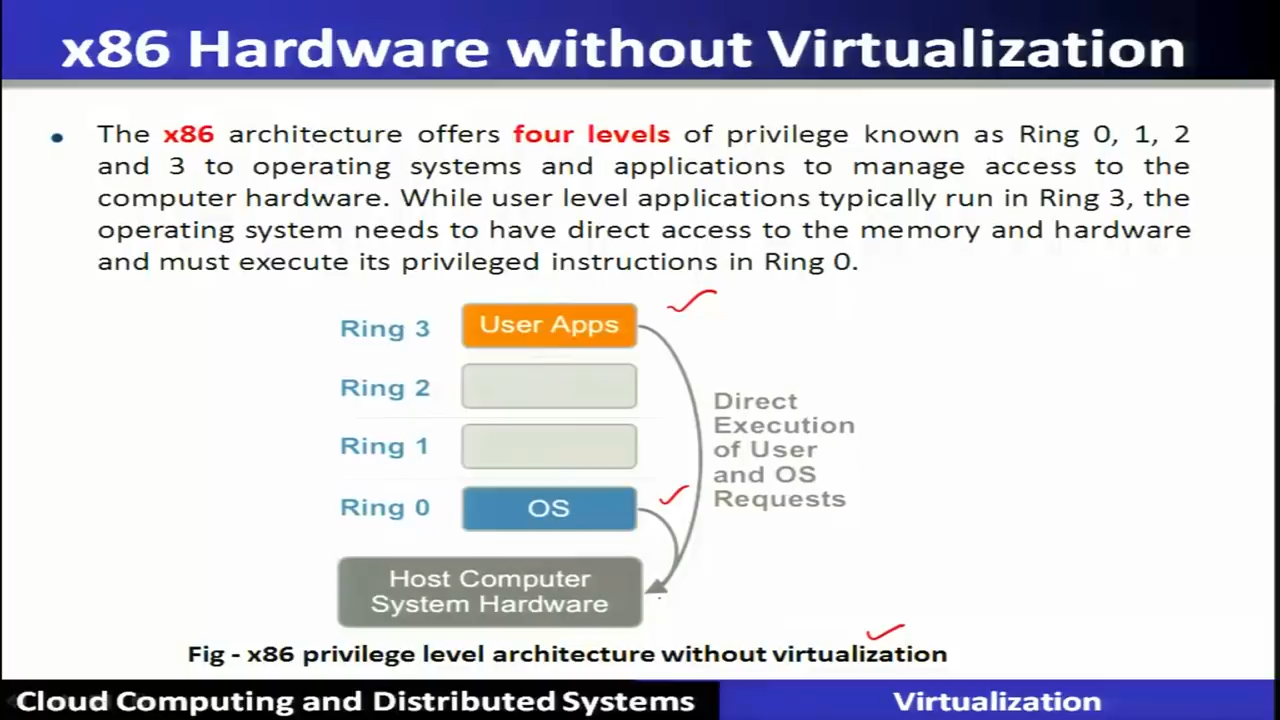 x86 Hardware without Virtualization
• The x86 architecture offers four levels of privilege known as Ring 0, 1, 2
and 3 to operating systems and applications to manage access to the
computer hardware. While user level applications typically run in Ring 3, the
operating system needs to have direct access to the memory and hardware
and must execute its privileged instructions in Ring 0.
Ring 3 User Apps
Ring 2
Ring 1
Ring 0 OS
Direct
Execution
of User
and OS
Requests
Host Computer
System Hardware
Fig - x86 privilege level architecture without virtualization
Cloud Computing and Distributed Systems
Virtualization